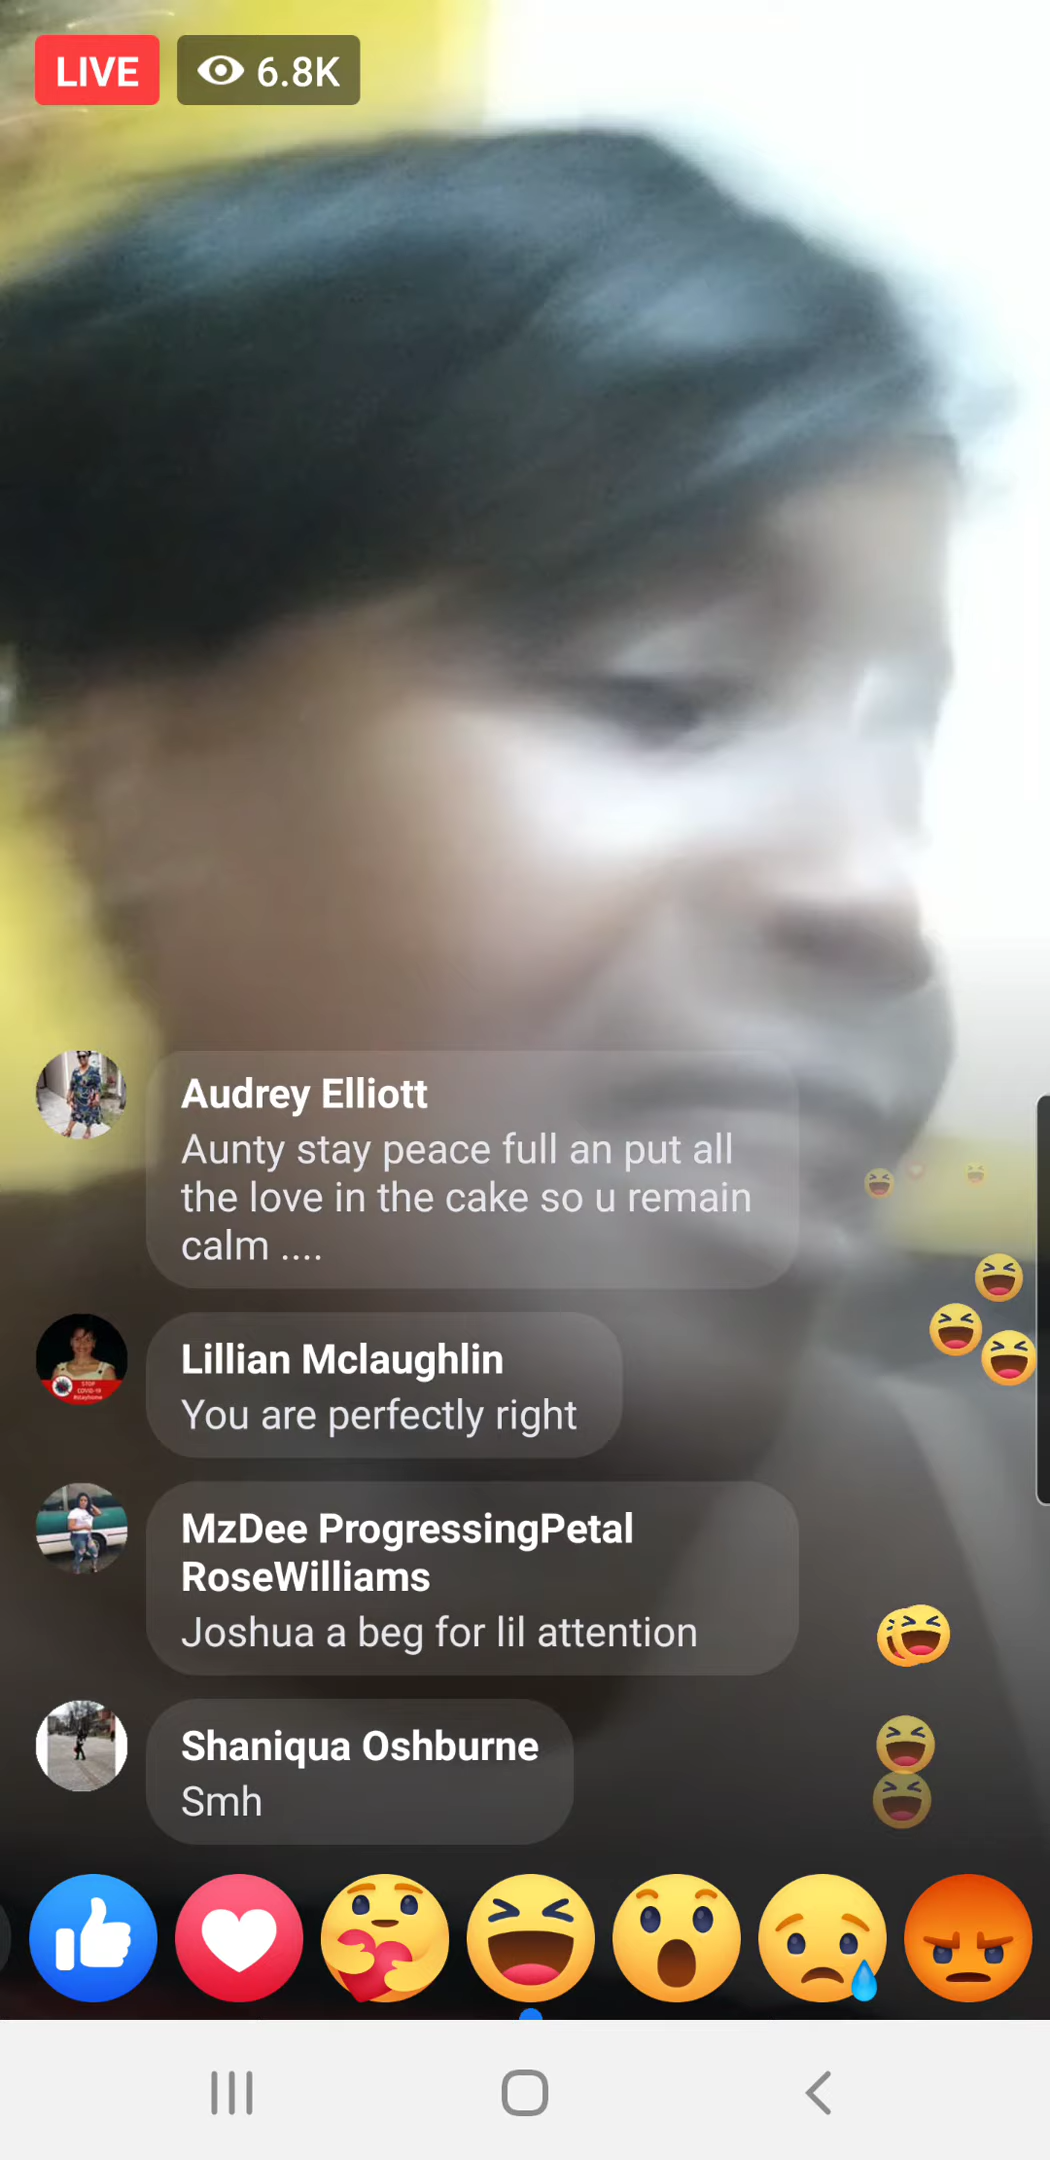 LIVE 6.8K
Audrey Elliott
Aunty stay peace full an put all
the love in the cake so u remain
calm ....
Lillian Mclaughlin
You are perfectly right
MzDee ProgressingPetal
RoseWilliams
Joshua a beg for lil attention
Shaniqua Oshburne
Smh